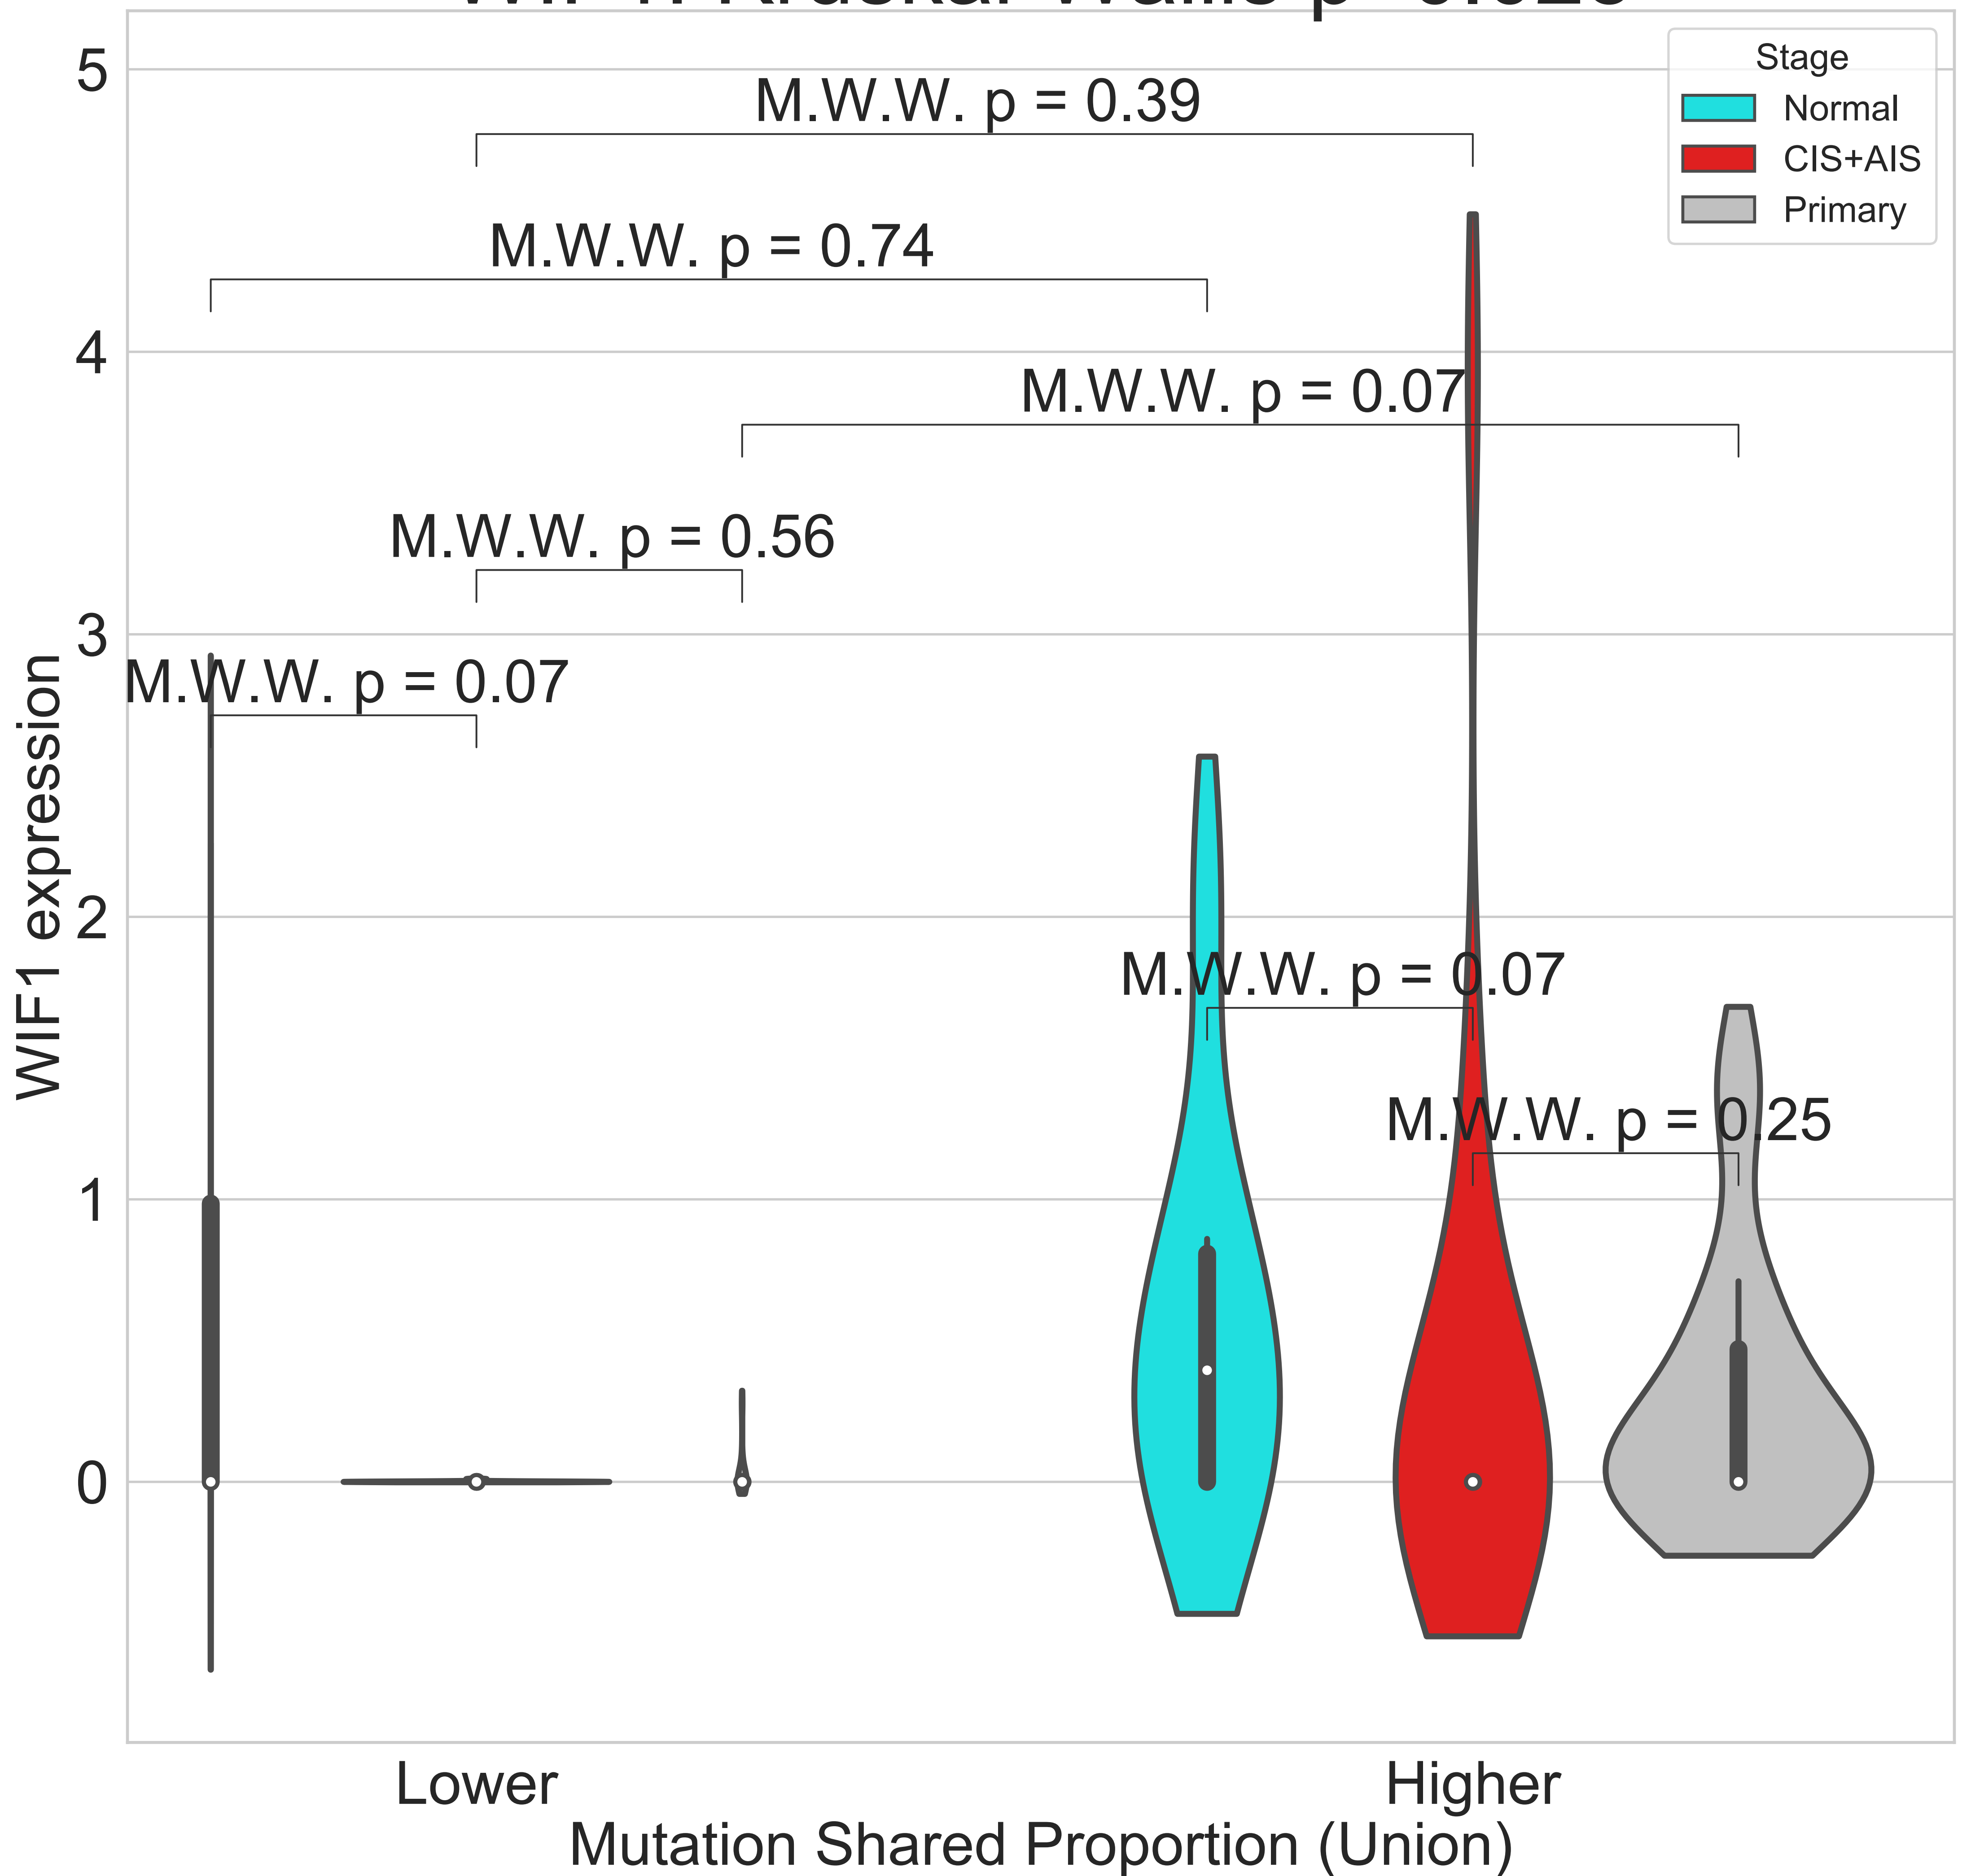 5
4
3
2
1
0
WIF1 expression
Stage
Normal
CIS+AIS
Primary
M.W.W. p = 0.39
M.W.W. p = 0.74
M.W.W. p = 0.07
M.W.W. p = 0.56
M.W.W. p = 0.07
M.W.W. p = 0.07
M.W.W. p = 0.25
Lower
Higher
Mutation Shared Proportion (Union)